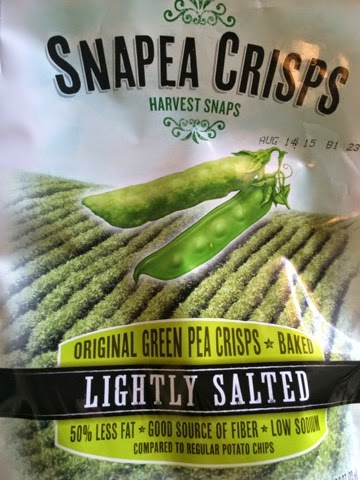 SNAPEA CRISPS
HARVEST SNAPS
AUG 14 15 B1 23
ORIGINAL GREEN PEA CRISPS ★ BAKED
LIGHTLY SALTED
50% LESS FAT ★ GOOD SOURCE OF FIBER ★ LOW SODIUM
COMPARED TO REGULAR POTATO CHIPS